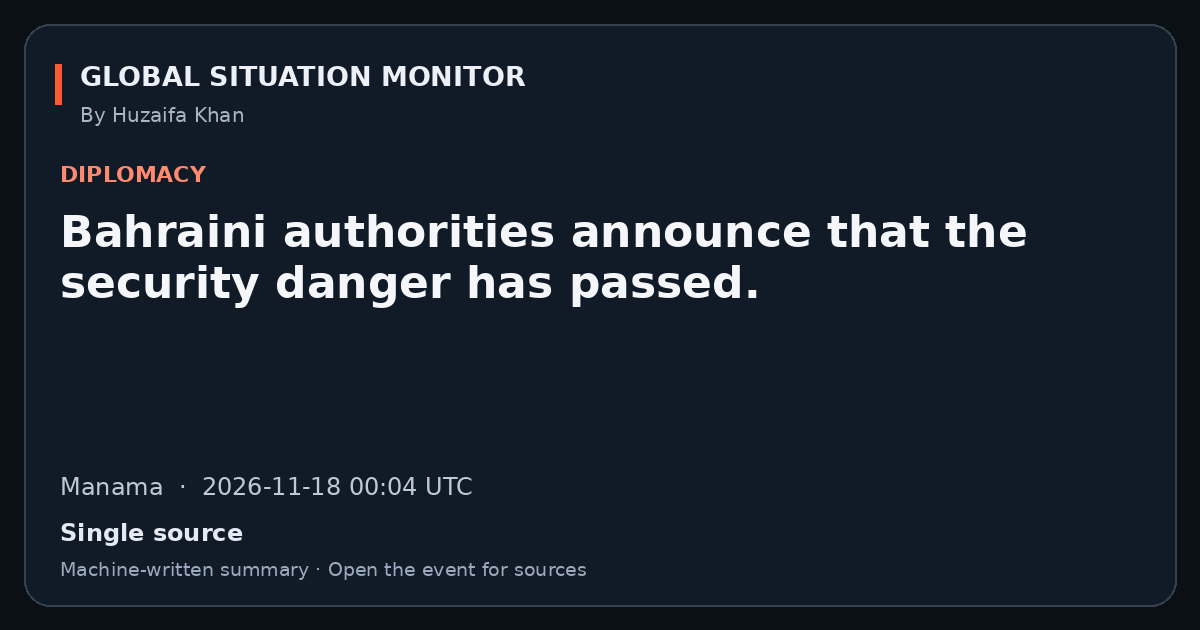 GLOBAL SITUATION MONITOR
By Huzaifa Khan
DIPLOMACY
Bahraini authorities announce that the
security danger has passed.
Manama · 2026-11-18 00:04 UTC
Single source
Machine-written summary · Open the event for sources